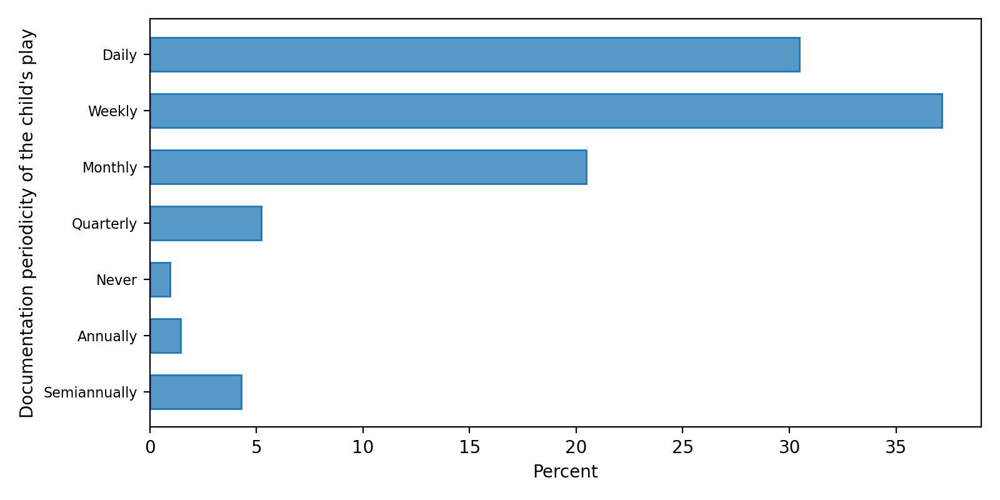 Documentation periodicity of the child's play
Daily
Weekly
Monthly
Quarterly
Never
Annually
Semiannually
0 5 10 15 20 25 30 35
Percent